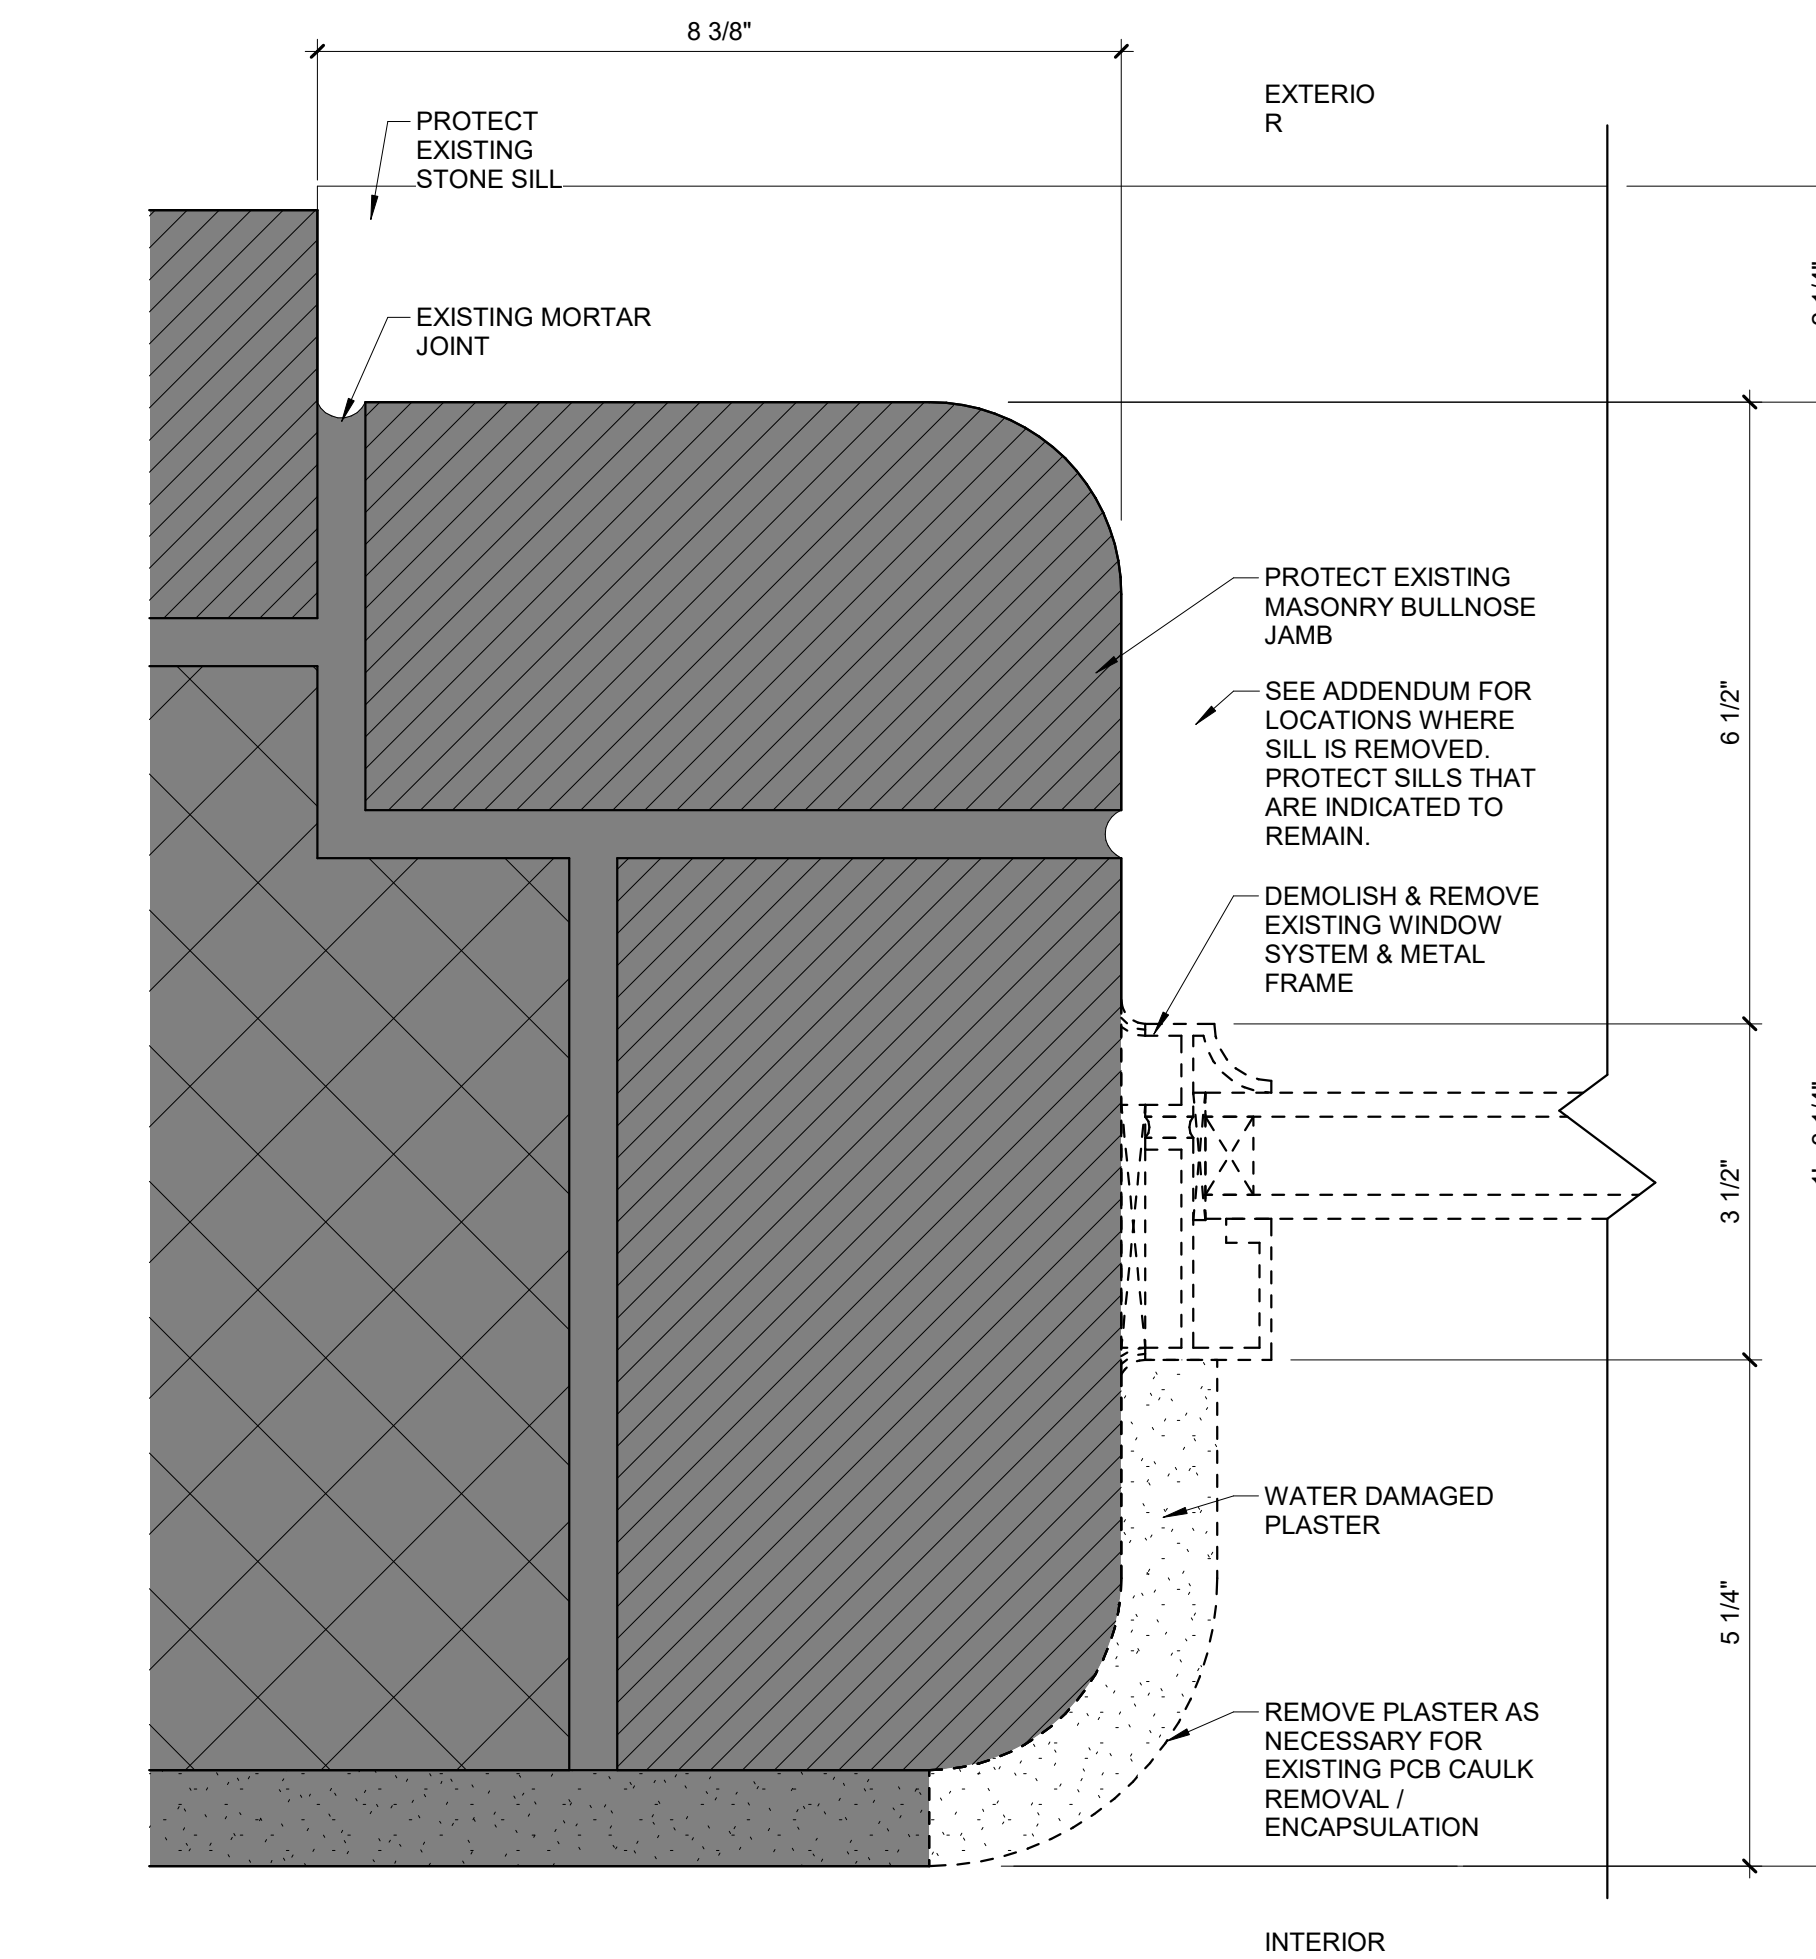 8 3/8"
EXTERIO
R
PROTECT
EXISTING
STONE SILL
EXISTING MORTAR
JOINT
PROTECT EXISTING
MASONRY BULLNOSE
JAMB
SEE ADDENDUM FOR
LOCATIONS WHERE
SILL IS REMOVED.
PROTECT SILLS THAT
ARE INDICATED TO
REMAIN.
6 1/2"
DEMOLISH & REMOVE
EXISTING WINDOW
SYSTEM & METAL
FRAME
3 1/2"
WATER DAMAGED
PLASTER
5 1/4"
REMOVE PLASTER AS
NECESSARY FOR
EXISTING PCB CAULK
REMOVAL /
ENCAPSULATION
INTERIOR